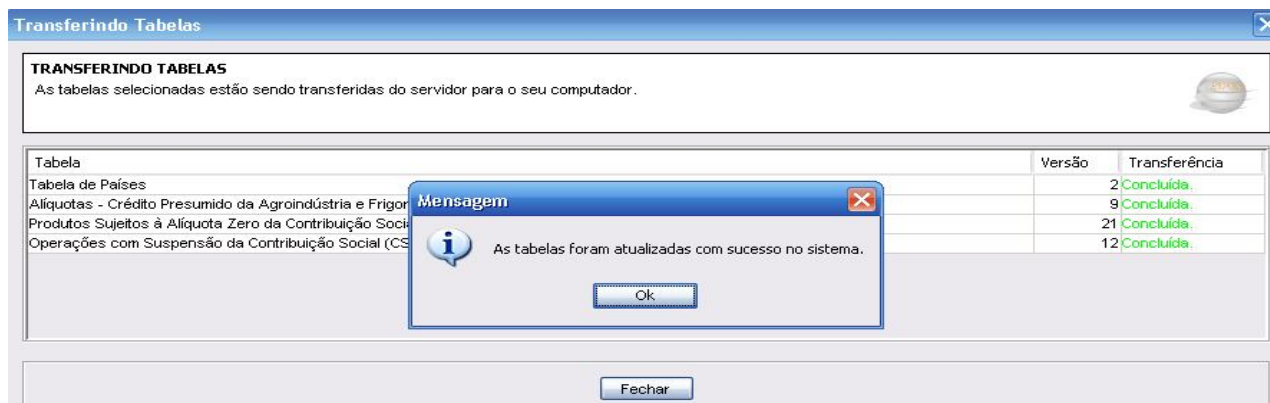 Transferindo Tabelas
TRANSFERINDO TABELAS
As tabelas selecionadas estão sendo transferidas do servidor para o seu computador.
Tabela Versão Transferência
Tabela de Países 2 Concluída.
Alíquotas - Crédito Presumido da Agroindústria e Frigor 9 Concluída.
Produtos Sujeitos à Alíquota Zero da Contribuição Soci 21 Concluída.
Operações com Suspensão da Contribuição Social (CS 12 Concluída.
Mensagem
As tabelas foram atualizadas com sucesso no sistema.
Ok
Fechar